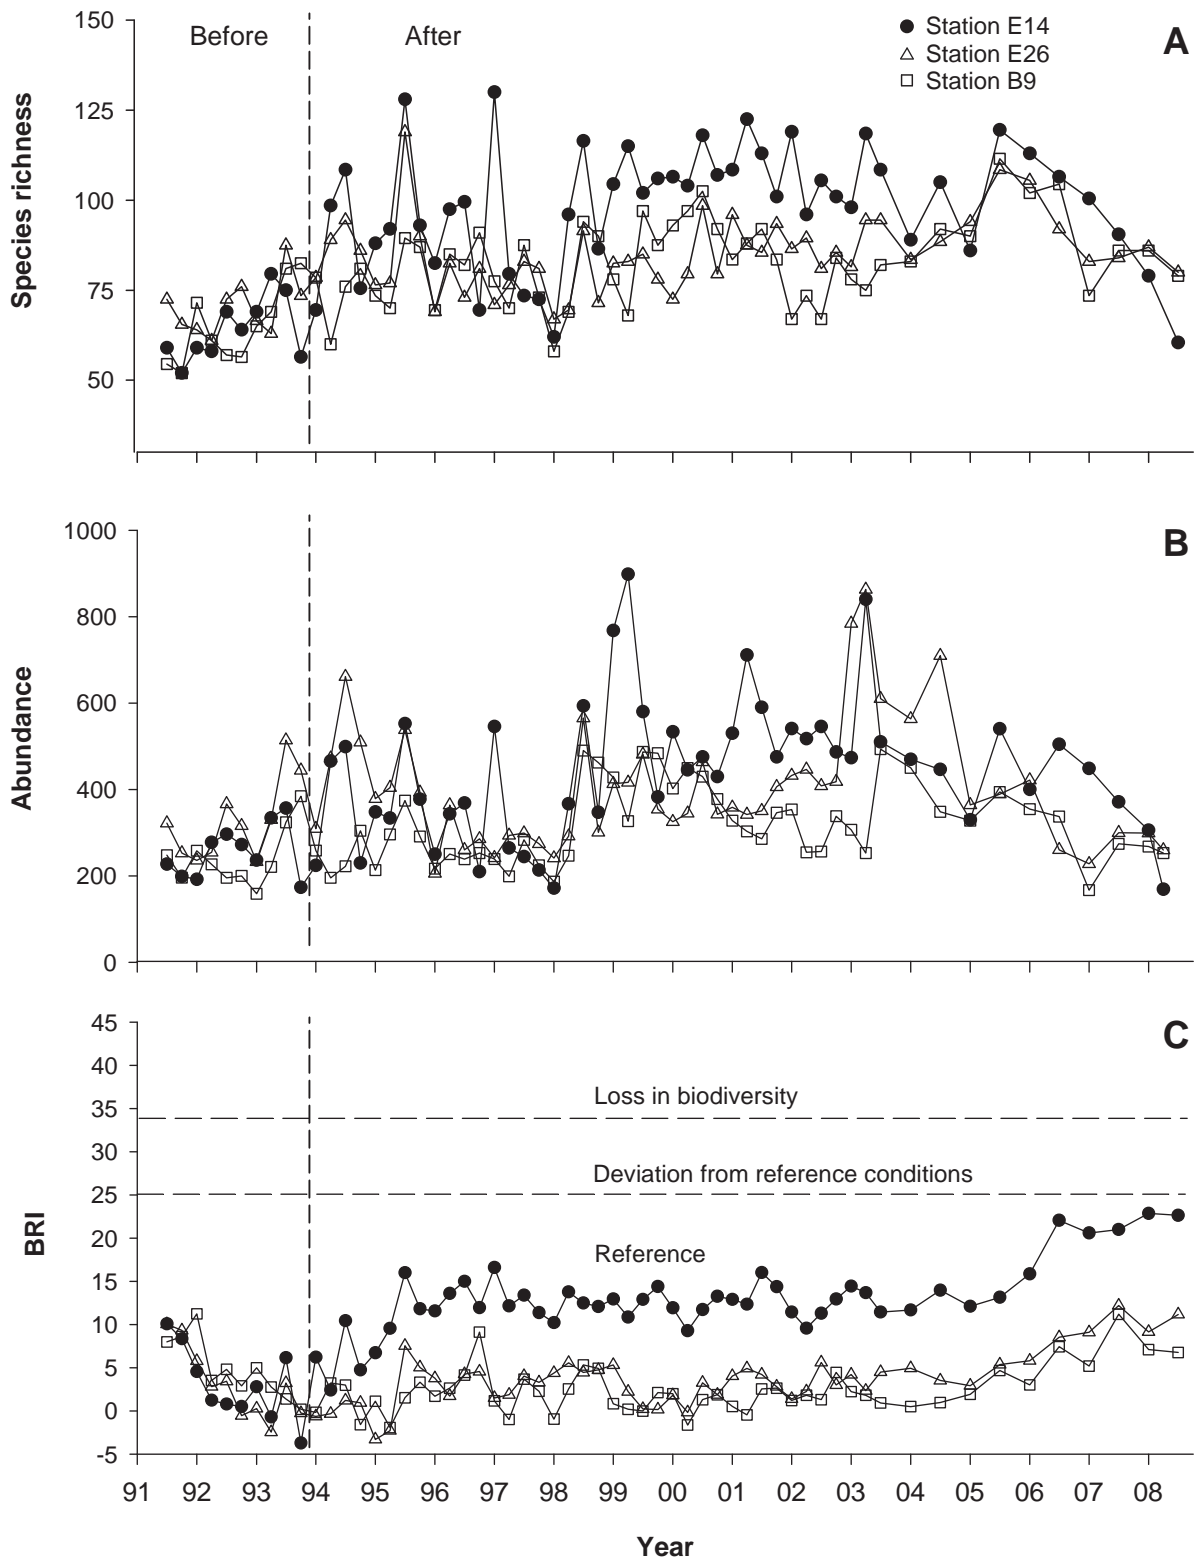 150
Before
After
Station E14
A
Station E26
Station B9
125
100
75
50
Species richness
1000
B
800
600
400
200
0
Abundance
45
C
40
Loss in biodiversity
35
30
Deviation from reference conditions
25
20
Reference
15
10
5
0
-5
BRI
91 92 93 94 95 96 97 98 99 00 01 02 03 04 05 06 07 08
Year